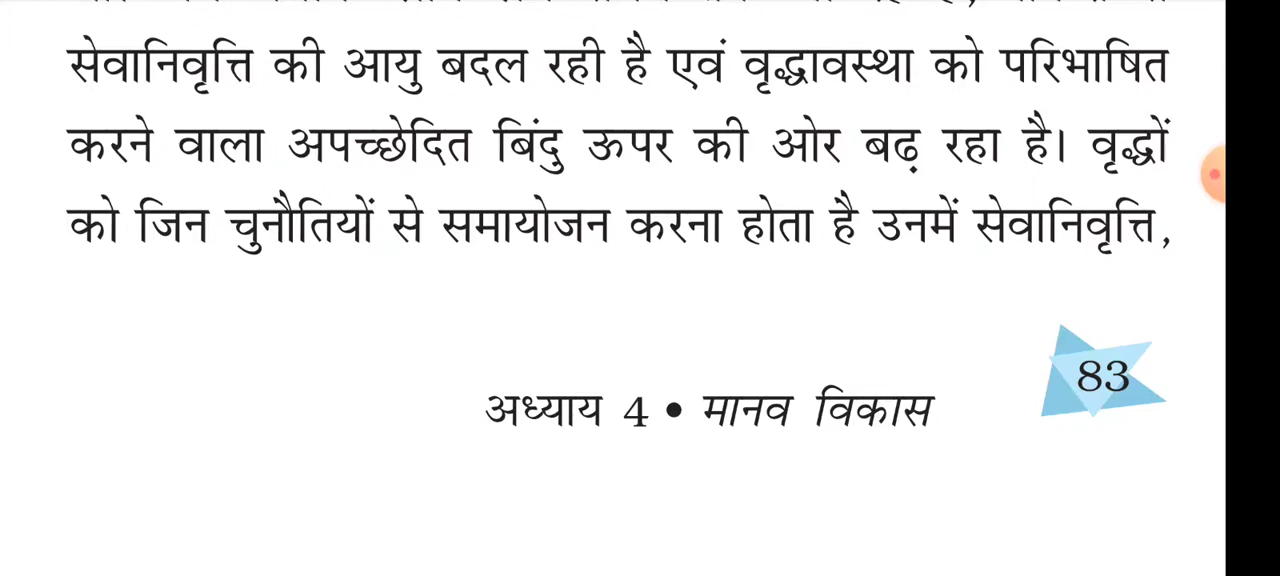 सेवानिवृत्ति की आयु बदल रही है एवं वृद्धावस्था को परिभाषित
करने वाला अपच्छेदित बिंदु ऊपर की ओर बढ़ रहा है। वृद्धों
को जिन चुनौतियों से समायोजन करना होता है उनमें सेवानिवृत्ति,
83
अध्याय 4 • मानव विकास